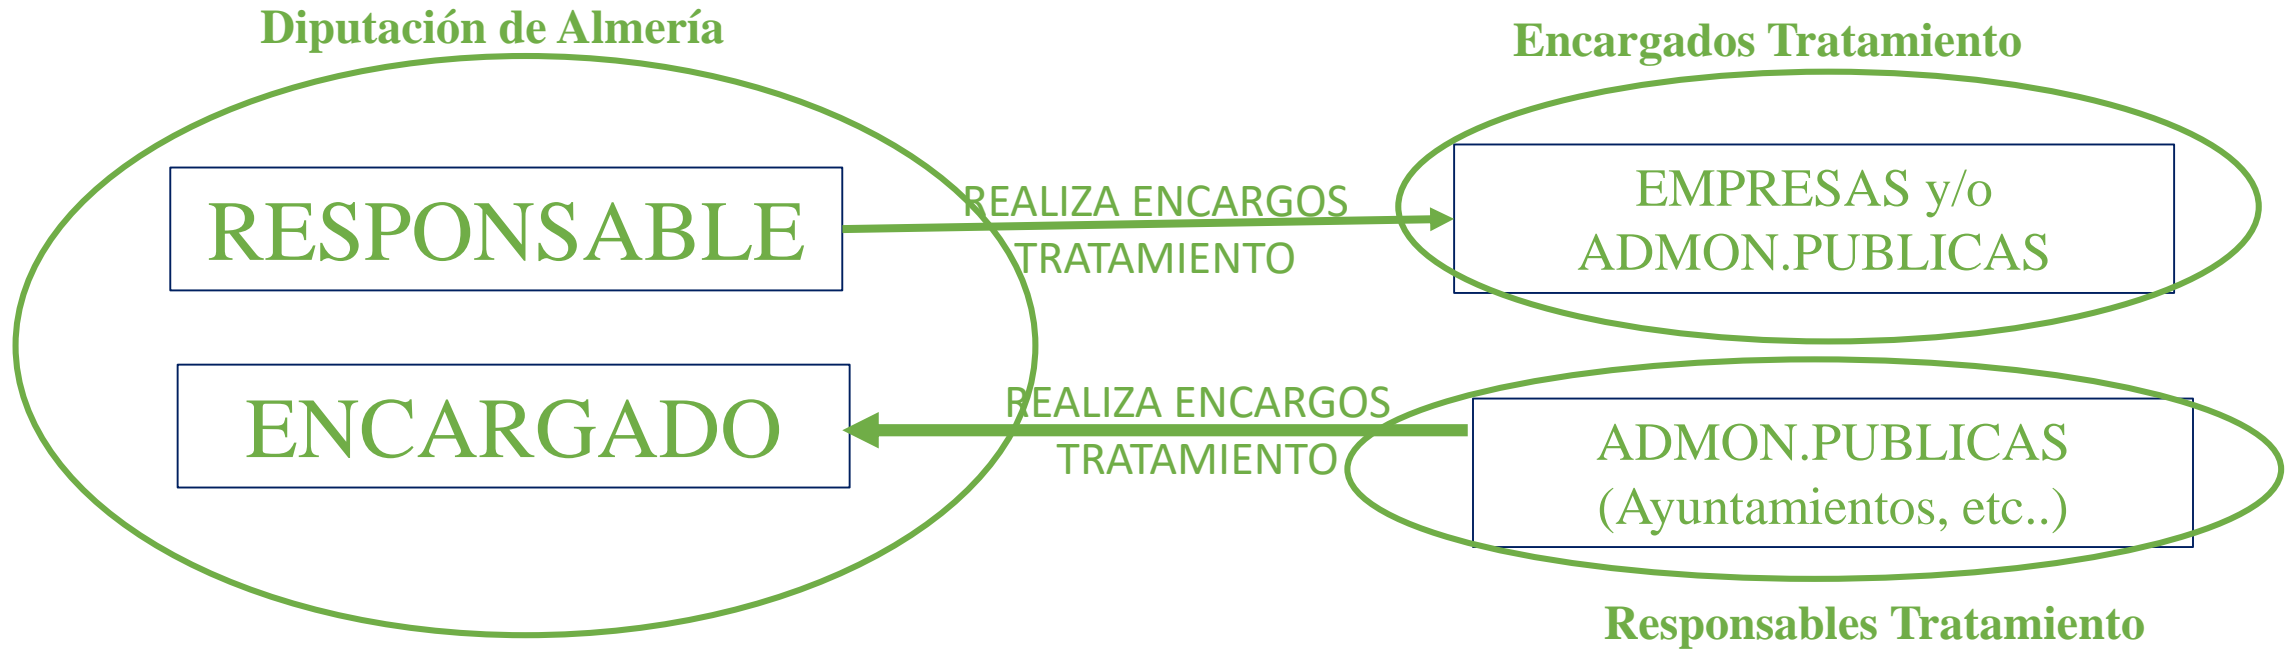 Diputación de Almería
Encargados Tratamiento
RESPONSABLE
REALIZA ENCARGOS
TRATAMIENTO
EMPRESAS y/o
ADMON.PUBLICAS
ENCARGADO
REALIZA ENCARGOS
TRATAMIENTO
ADMON.PUBLICAS
(Ayuntamientos, etc..)
Responsables Tratamiento